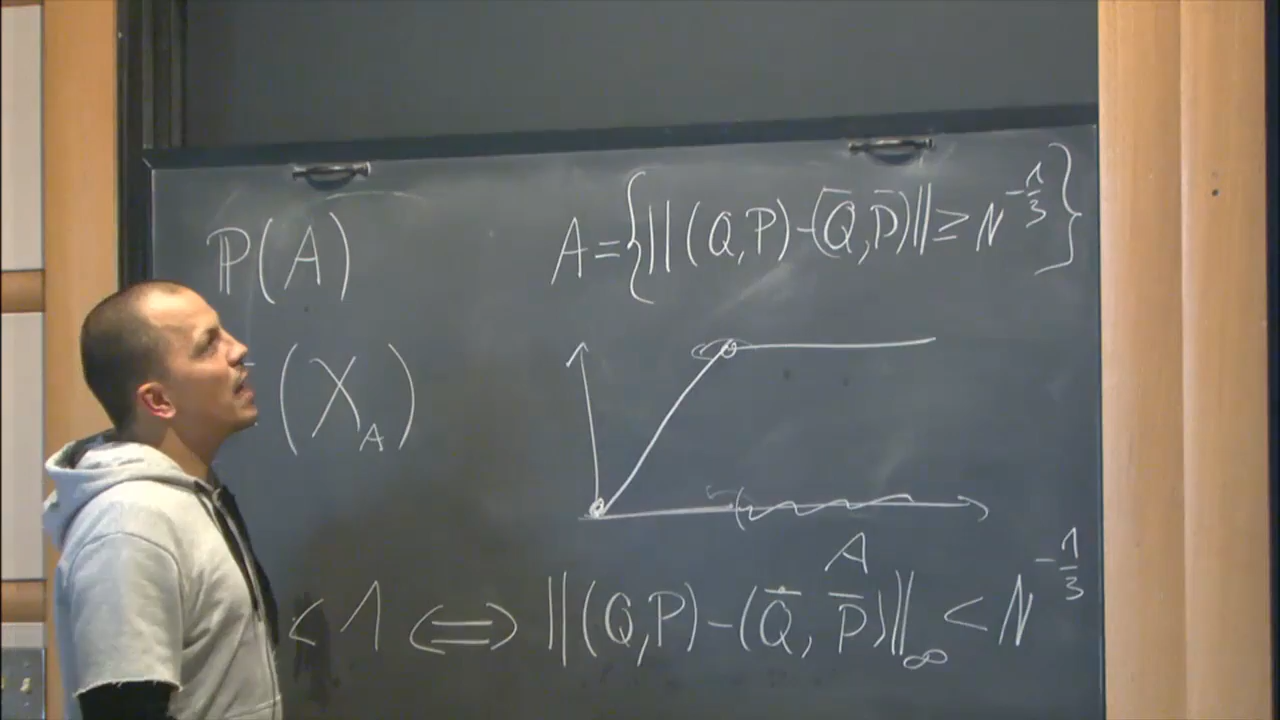 ℙ(A)
A = {||(Q,P)-(Q̅,P̅)|| ≥ N^{-1/3}}
(X_A)
A
< 1 ⟺ ||(Q,P)-(Q̅,P̅)||_∞ < N^{-1/3}